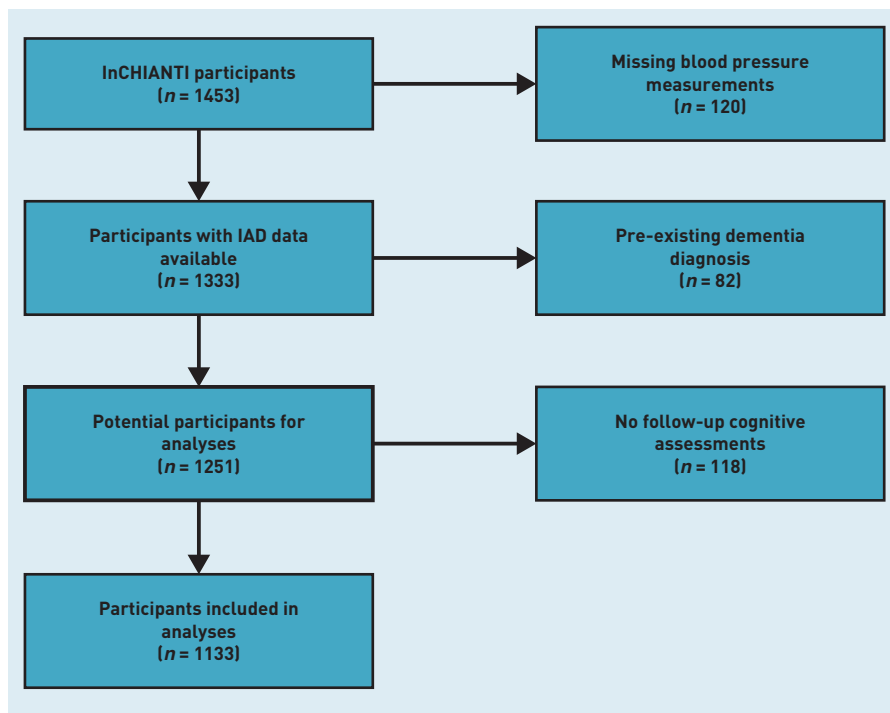 InCHIANTI participants
(n = 1453)
Missing blood pressure
measurements
(n = 120)
Participants with IAD data
available
(n = 1333)
Pre-existing dementia
diagnosis
(n = 82)
Potential participants for
analyses
(n = 1251)
No follow-up cognitive
assessments
(n = 118)
Participants included in
analyses
(n = 1133)